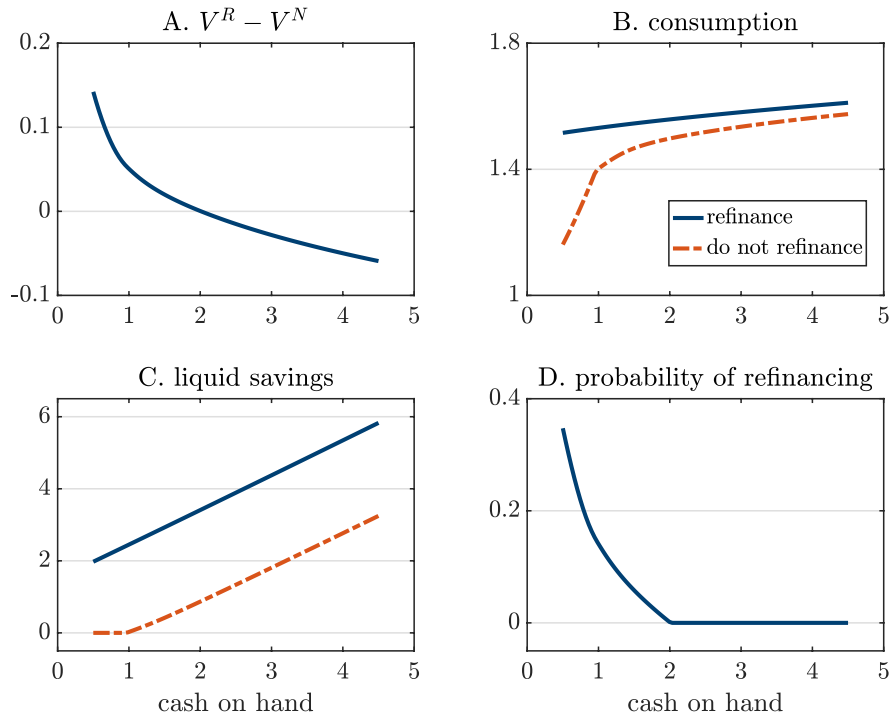 A. V^R − V^N
0.2
0.1
0
-0.1
0 1 2 3 4 5
B. consumption
1.8
1.4
1
refinance
do not refinance
0 1 2 3 4 5
C. liquid savings
6
4
2
0
0 1 2 3 4 5
cash on hand
D. probability of refinancing
0.4
0.2
0
0 1 2 3 4 5
cash on hand